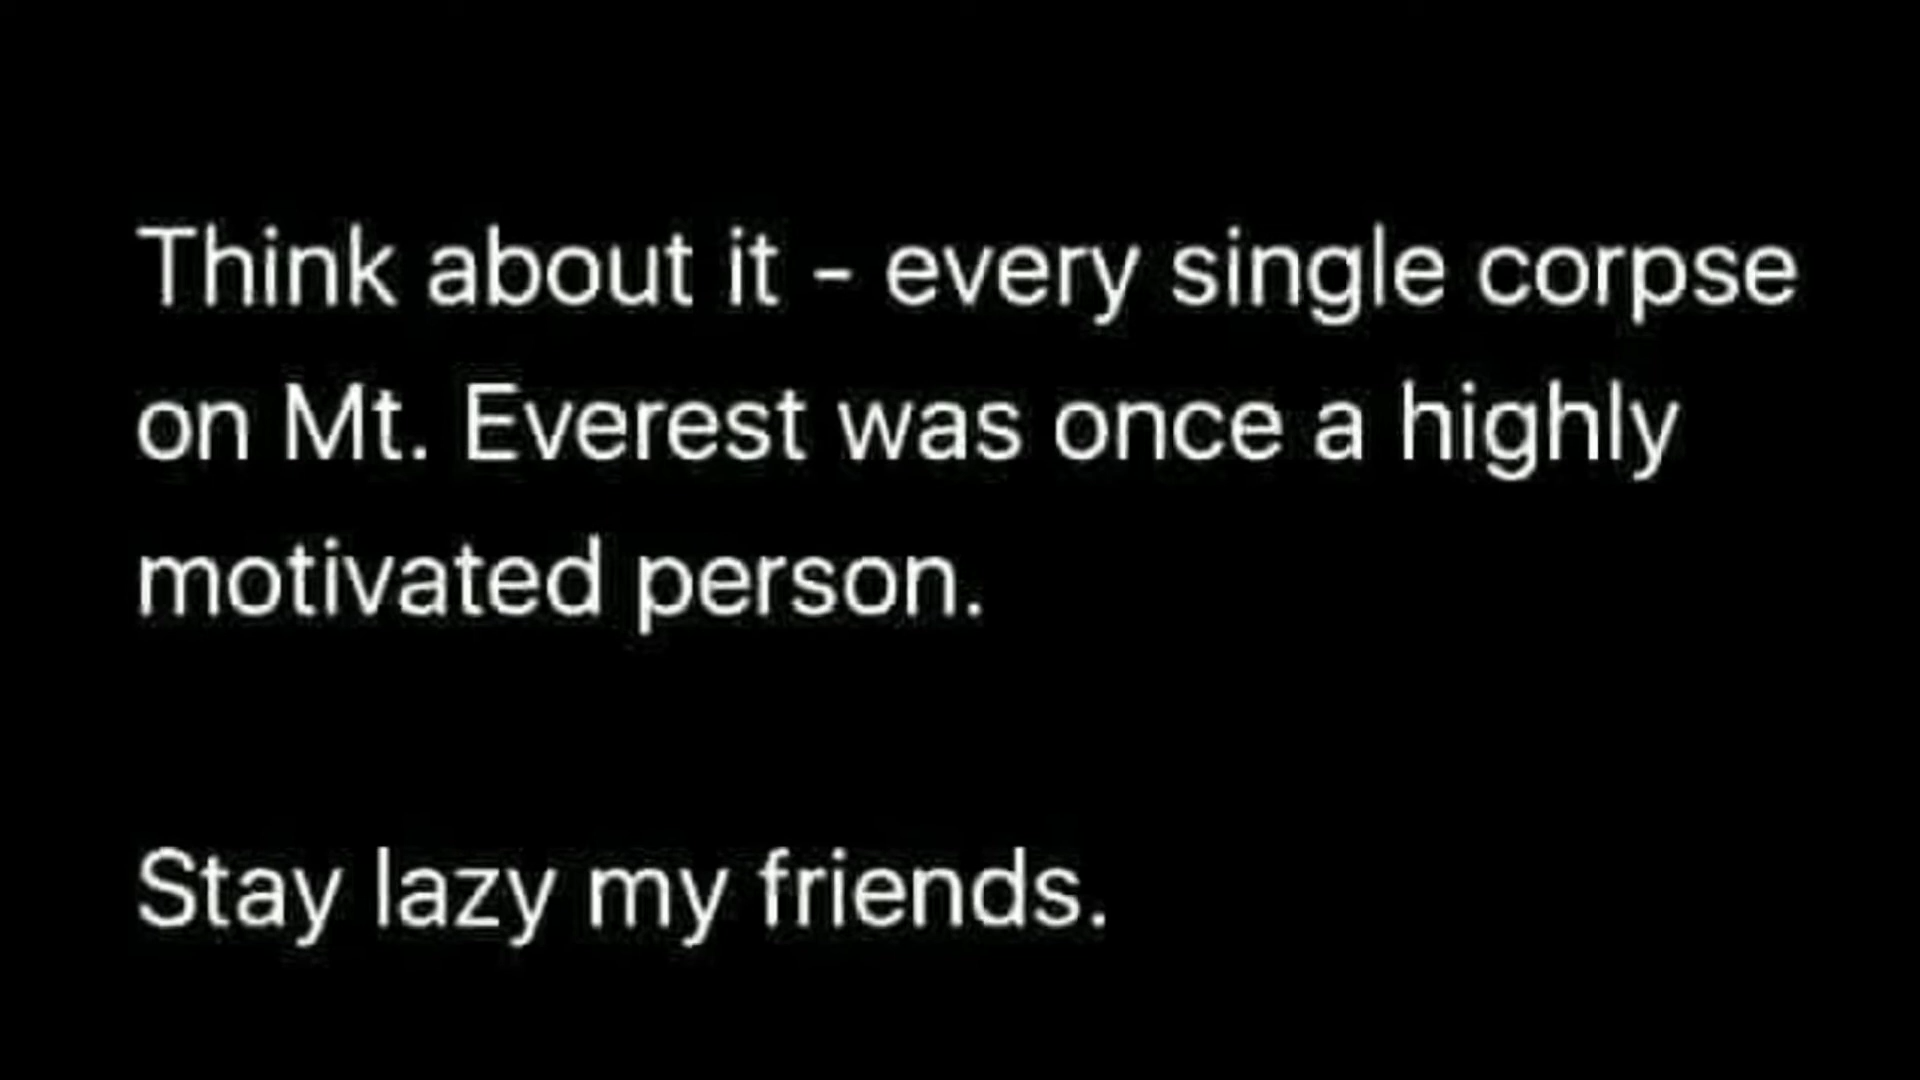 Think about it - every single corpse
on Mt. Everest was once a highly
motivated person.
Stay lazy my friends.